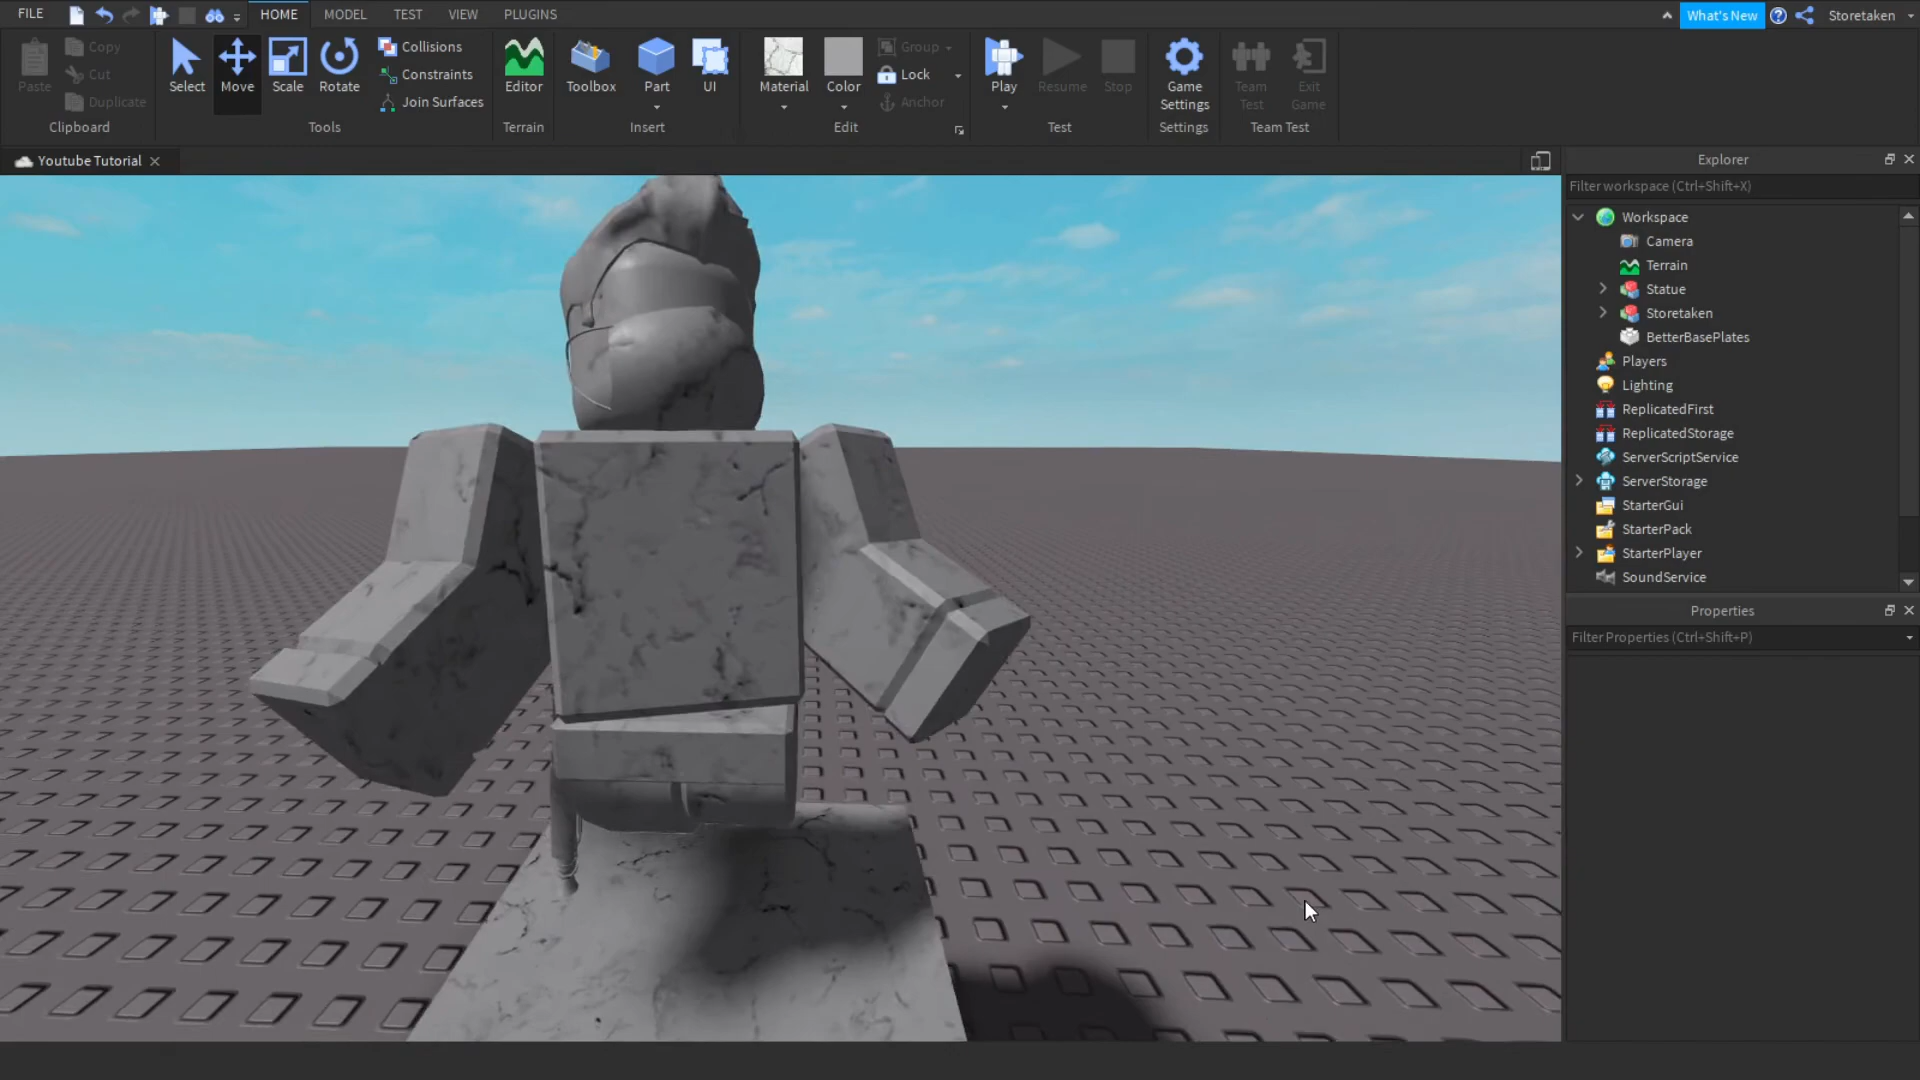 FILE HOME MODEL TEST VIEW PLUGINS What's New Storetaken
Paste Copy Cut Duplicate Clipboard
Select Move Scale Rotate Collisions Constraints Join Surfaces Tools
Editor Terrain
Toolbox Part UI Insert
Material Color Group Lock Anchor Edit
Play Resume Stop Test
Game Settings Settings
Team Test Exit Game Team Test
Youtube Tutorial
Explorer
Filter workspace (Ctrl+Shift+X)
Workspace
Camera
Terrain
Statue
Storetaken
BetterBasePlates
Players
Lighting
ReplicatedFirst
ReplicatedStorage
ServerScriptService
ServerStorage
StarterGui
StarterPack
StarterPlayer
SoundService
Properties
Filter Properties (Ctrl+Shift+P)